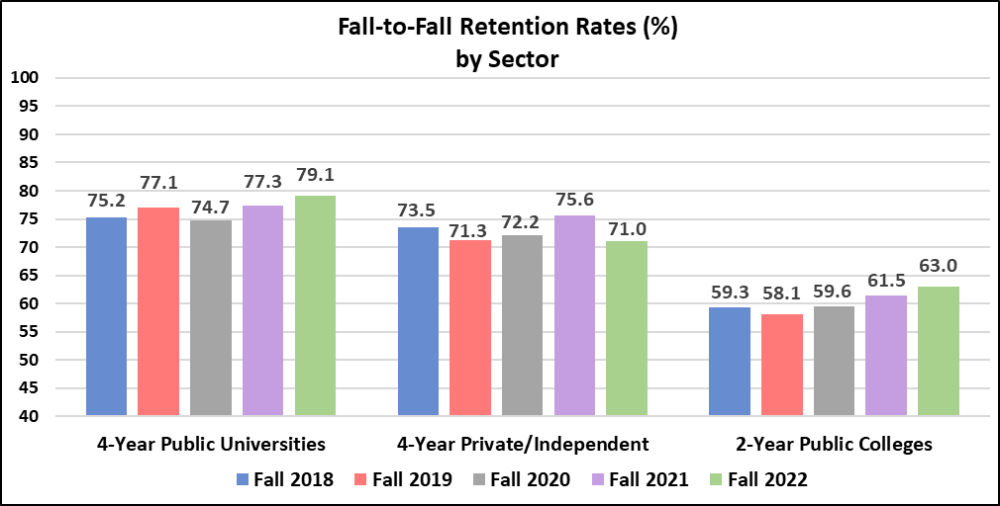 Fall-to-Fall Retention Rates (%)
by Sector
100
95
90
85
80
75
70
65
60
55
50
45
40
75.2
77.1
74.7
77.3
79.1
73.5
71.3
72.2
75.6
71.0
59.3
58.1
59.6
61.5
63.0
4-Year Public Universities
4-Year Private/Independent
2-Year Public Colleges
Fall 2018
Fall 2019
Fall 2020
Fall 2021
Fall 2022